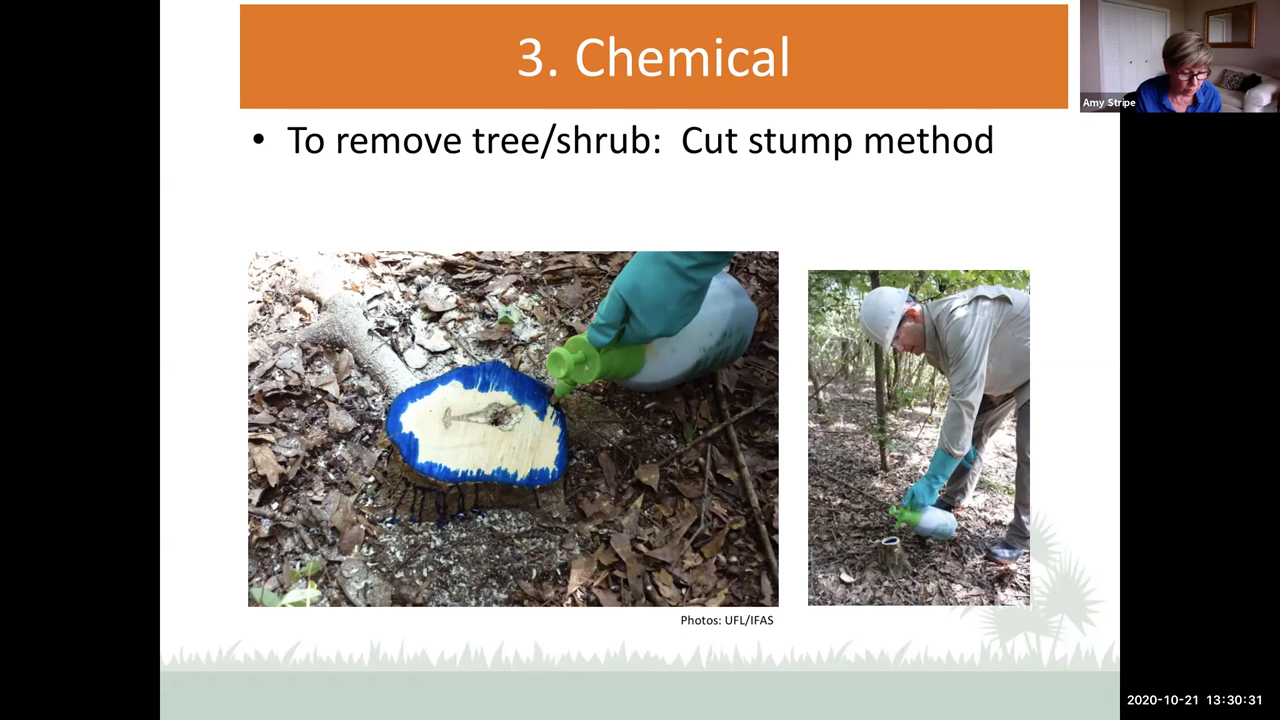 3. Chemical
Amy Stripe
• To remove tree/shrub: Cut stump method
Photos: UFL/IFAS
2020-10-21 13:30:31